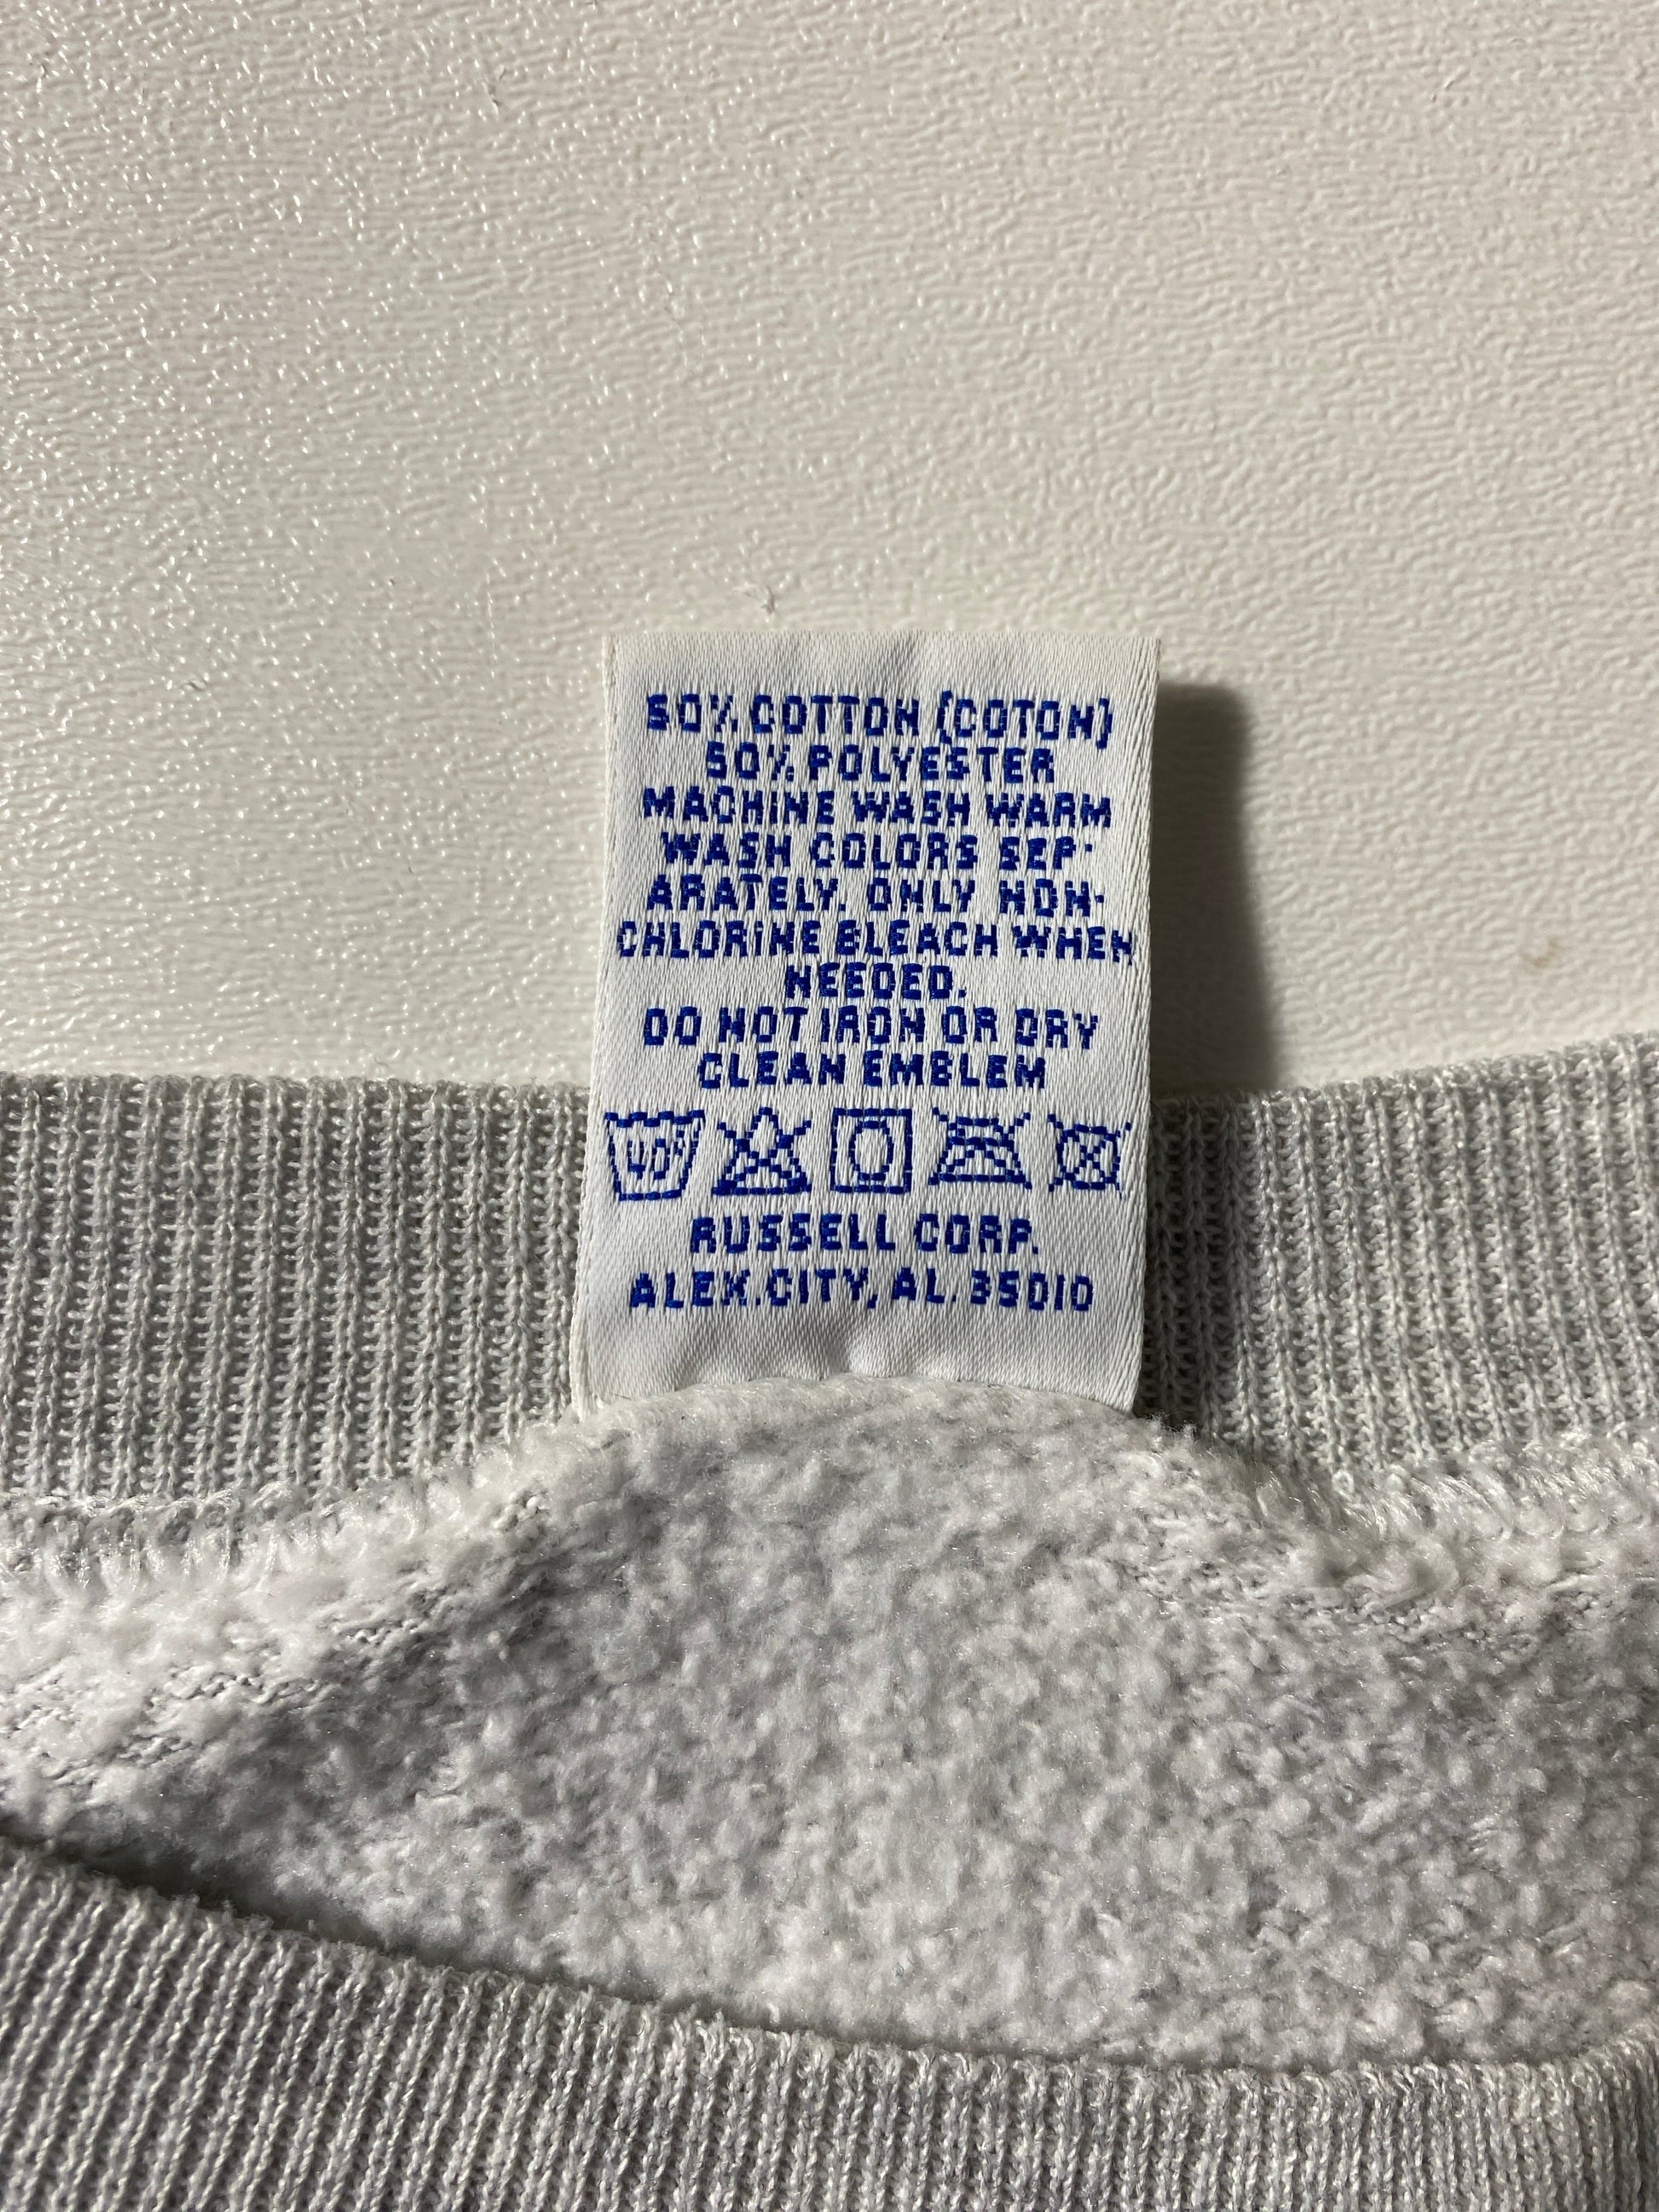 50% COTTON (COTON)
50% POLYESTER
MACHINE WASH WARM
WASH COLORS SEP-
ARATELY. ONLY NON-
CHLORINE BLEACH WHEN
NEEDED.
DO NOT IRON OR DRY
CLEAN EMBLEM
40°
RUSSELL CORP.
ALEX.CITY, AL. 35010